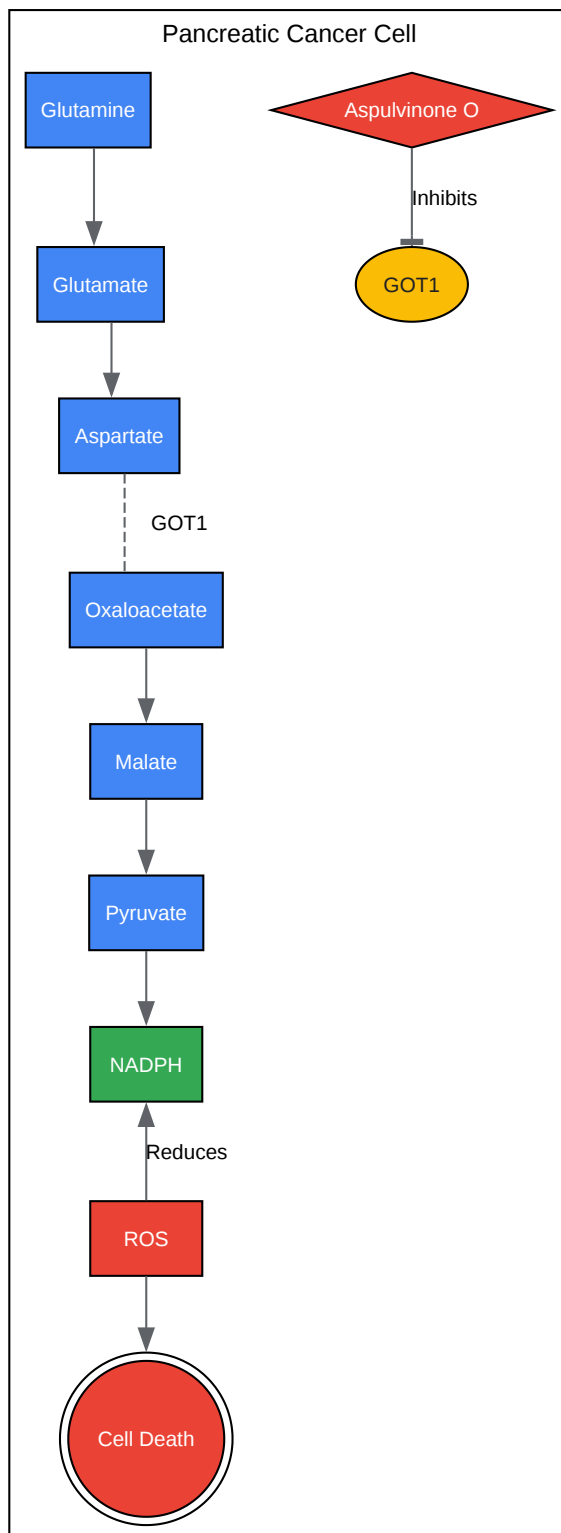 Pancreatic Cancer Cell
Glutamine
Aspulvinone O
Inhibits
Glutamate
GOT1
Aspartate
GOT1
Oxaloacetate
Malate
Pyruvate
NADPH
Reduces
ROS
Cell Death